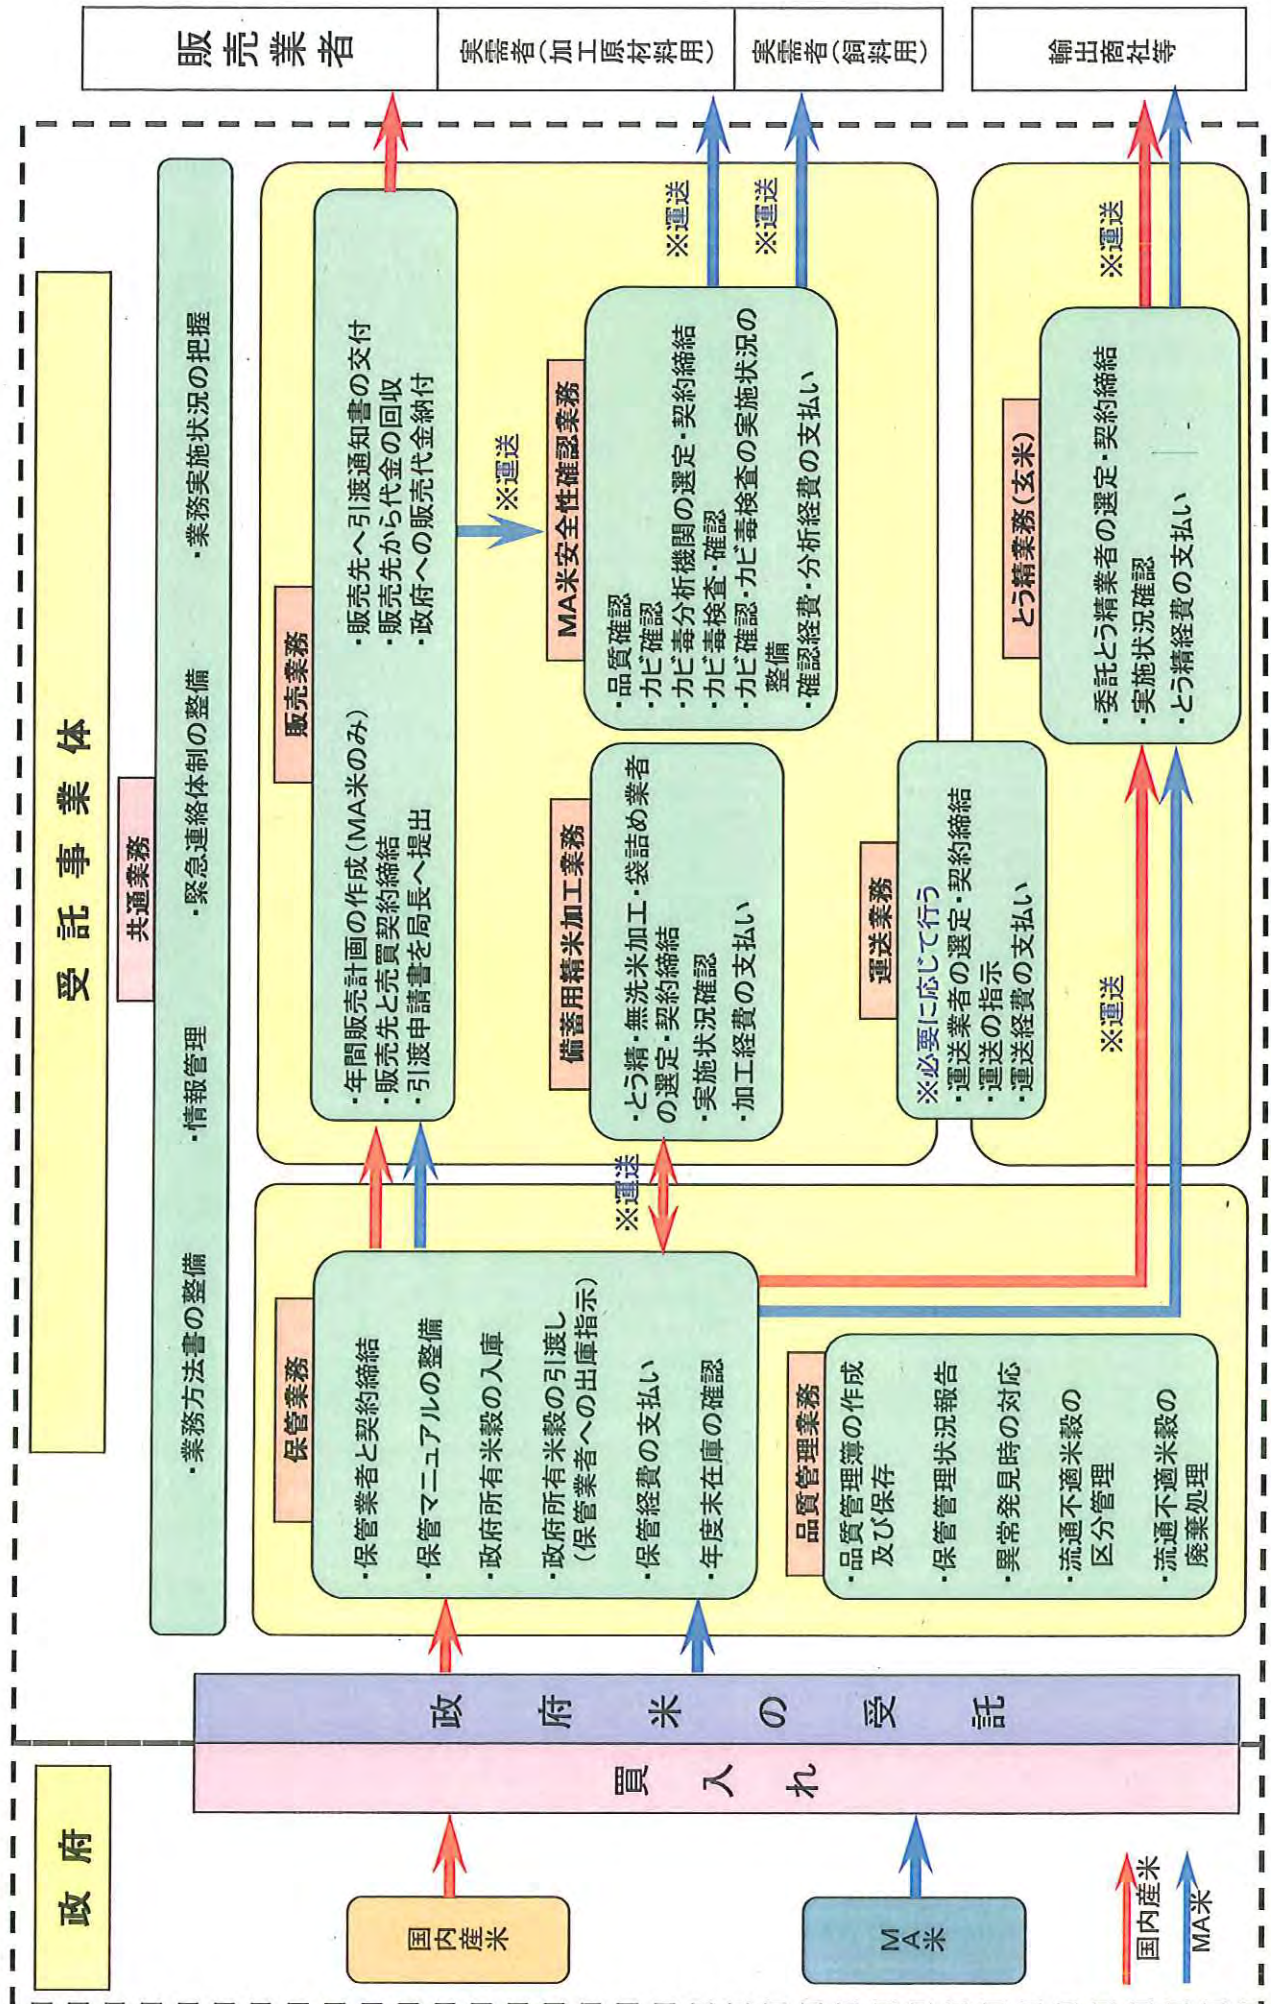 政府
受託事業体
国内産米
MA米
国内産米
MA米
買入れ
政府米の受託
共通業務
・業務方法書の整備
・情報管理
・緊急連絡体制の整備
・業務実施状況の把握
保管業務
・保管業者と契約締結
・保管マニュアルの整備
・政府所有米穀の入庫
・政府所有米穀の引渡し
(保管業者への出庫指示)
・保管経費の支払い
・年度末在庫の確認
品質管理業務
・品質管理簿の作成
及び保存
・保管管理状況報告
・異常発見時の対応
・流通不適米穀の
区分管理
・流通不適米穀の
廃棄処理
販売業務
・年間販売計画の作成(MA米のみ)
・販売先と売買契約締結
・引渡申請書を局長へ提出
・販売先へ引渡通知書の交付
・販売先から代金の回収
・政府への販売代金納付
※運送
※運送
備蓄用精米加工業務
・とう精・無洗米加工・袋詰め業者
の選定・契約締結
・実施状況確認
・加工経費の支払い
MA米安全性確認業務
・品質確認
・カビ確認
・カビ毒分析機関の選定・契約締結
・カビ毒検査・確認
・カビ確認・カビ毒検査の実施状況の
整備
・確認経費・分析経費の支払い
※運送
※運送
運送業務
※必要に応じて行う
・運送業者の選定・契約締結
・運送の指示
・運送経費の支払い
※運送
とう精業務(玄米)
・委託とう精業者の選定・契約締結
・実施状況確認
・とう精経費の支払い
※運送
販売業者
実需者(加工原材料用)
実需者(飼料用)
輸出商社等